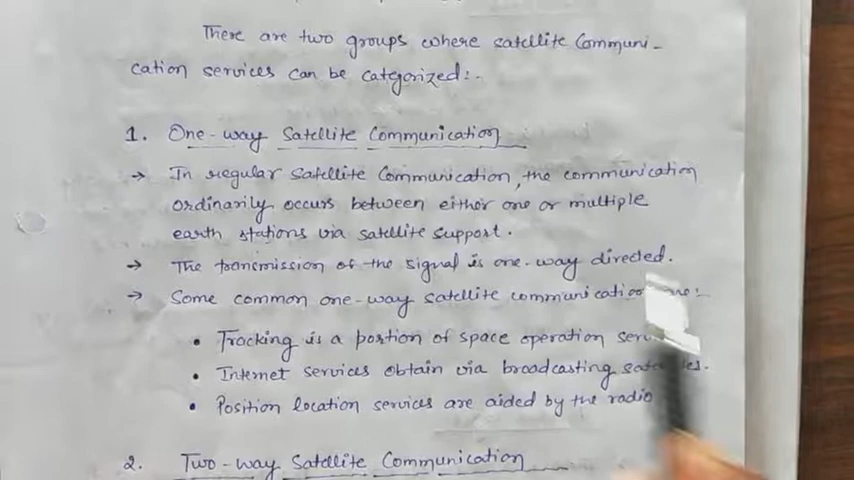 There are two groups where satellite Communi-
cation services can be categorized:-
1. One-way Satellite Communication
→ In regular satellite Communication, the communication
ordinarily occurs between either one or multiple
earth stations via satellite support.
→ The transmission of the signal is one-way directed.
→ Some common one-way satellite communication
• Tracking is a portion of space operation
• Internet services obtain via broadcasting
• Position location services are aided by the radio
2. Two-way Satellite Communication